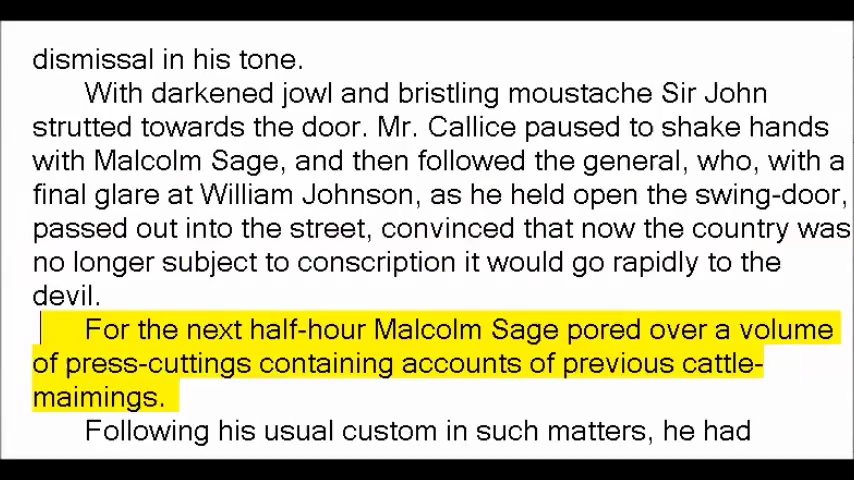 dismissal in his tone.
With darkened jowl and bristling moustache Sir John
strutted towards the door. Mr. Callice paused to shake hands
with Malcolm Sage, and then followed the general, who, with a
final glare at William Johnson, as he held open the swing-door,
passed out into the street, convinced that now the country was
no longer subject to conscription it would go rapidly to the
devil.
For the next half-hour Malcolm Sage pored over a volume
of press-cuttings containing accounts of previous cattle-
maimings.
Following his usual custom in such matters, he had